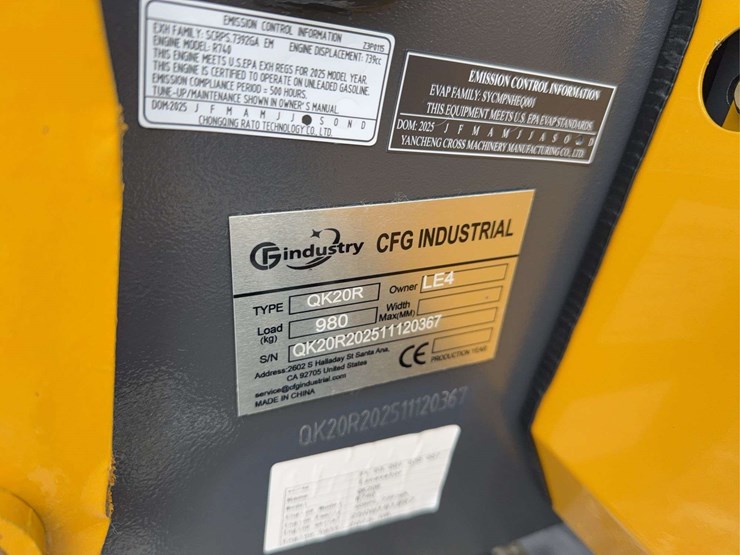 EMISSION CONTROL INFORMATION
Z3P0115
EXH FAMILY: SCRPS.7392GA EM ENGINE DISPLACEMENT: 739cc
ENGINE MODEL: R740
THIS ENGINE MEETS U.S.EPA EXH REGS FOR 2025 MODEL YEAR.
THIS ENGINE IS CERTIFIED TO OPERATE ON UNLEADED GASOLINE.
EMISSION COMPLIANCE PERIOD = 500 HOURS.
TUNE-UP/MAINTENANCE SHOWN IN OWNER'S MANUAL
DOM:2025 J F M A M J J S O N D
CHONGQING RATO TECHNOLOGY CO., LTD.
EMISSION CONTROL INFORMATION
EVAP FAMILY: SYCMPNHEQ001
THIS EQUIPMENT MEETS U.S. EPA EVAP STANDARDS
DOM: 2025 J F M A M J J A S O D
YANCHENG CROSS MACHINERY MANUFACTURING CO., LTD
GFindustry CFG INDUSTRIAL
TYPE QK20R Owner LE4
Load (kg) 980 Width Max(MM)
S/N QK20R202511120367
Address:2602 S Halladay St Santa Ana,
CA 92705 United States
service@cfgindustrial.com
MADE IN CHINA
CE PRODUCTION YEAR
QK20R202511120367